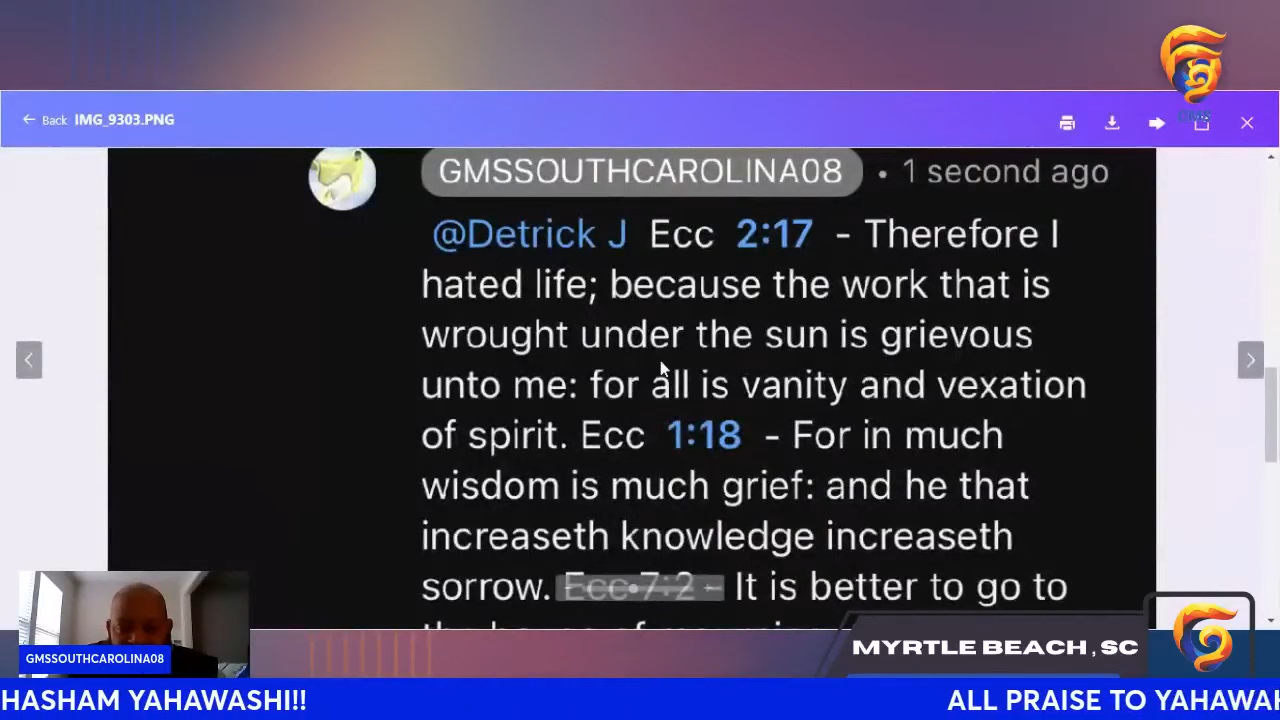 Back IMG_9303.PNG
GMSSOUTHCAROLINA08 • 1 second ago
@Detrick J Ecc 2:17 - Therefore I
hated life; because the work that is
wrought under the sun is grievous
unto me: for all is vanity and vexation
of spirit. Ecc 1:18 - For in much
wisdom is much grief: and he that
increaseth knowledge increaseth
sorrow. Ecc 7:2 - It is better to go to
GMSSOUTHCAROLINA08
MYRTLE BEACH, SC
HASHAM YAHAWASHI!! ALL PRAISE TO YAHAWAH